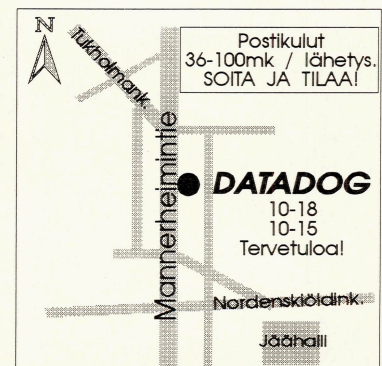 N
Tukholmank.
Postikulut
36-100mk / lähetys.
SOITA JA TILAA!
Mannerheimintie
DATADOG
10-18
10-15
Tervetuloa!
Nordenskiöldink.
Jäähalli